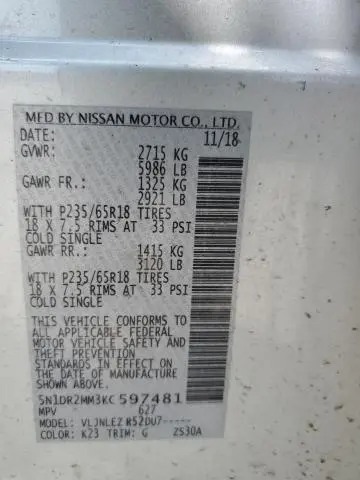 MFD BY NISSAN MOTOR CO., LTD.
DATE: 11/18
GVWR: 2715 KG
5986 LB
GAWR FR.: 1325 KG
2921 LB
WITH P235/65R18 TIRES
18 X 7.5 RIMS AT 33 PSI
COLD SINGLE
GAWR RR.: 1415 KG
3120 LB
WITH P235/65R18 TIRES
18 X 7.5 RIMS AT 33 PSI
COLD SINGLE
THIS VEHICLE CONFORMS TO
ALL APPLICABLE FEDERAL
MOTOR VEHICLE SAFETY AND
THEFT PREVENTION
STANDARDS IN EFFECT ON
THE DATE OF MANUFACTURE
SHOWN ABOVE.
5N1DR2MM3KC597481
MPV 627
MODEL: VLJNLEZ R52DU7-----
COLOR: K23 TRIM: G ZS30A